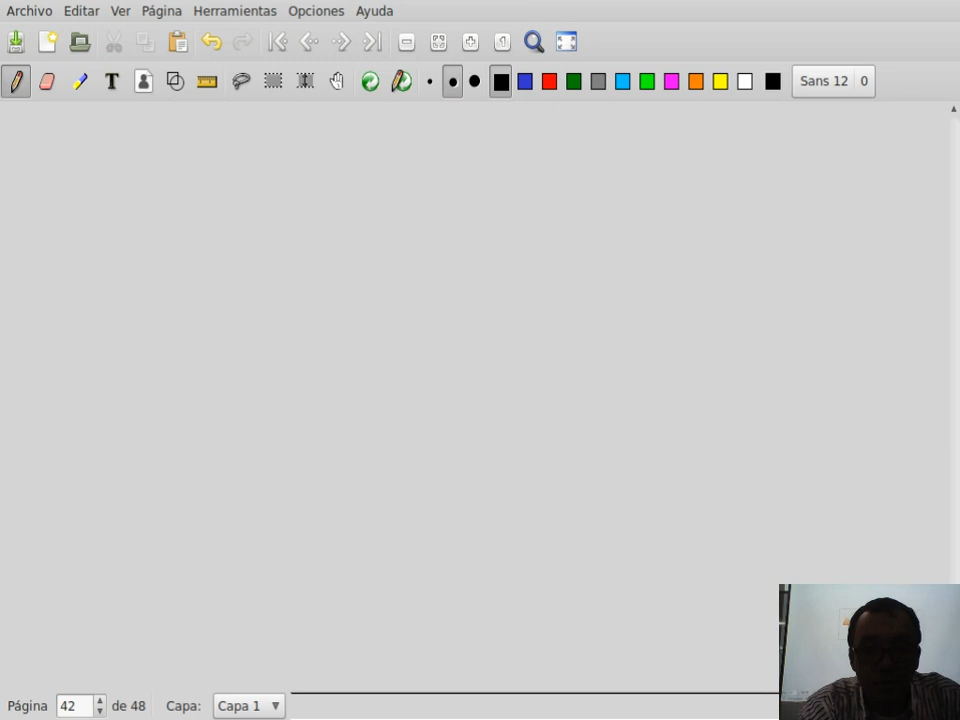 Archivo Editar Ver Página Herramientas Opciones Ayuda
T Sans 12 0
Página 42 de 48 Capa: Capa 1